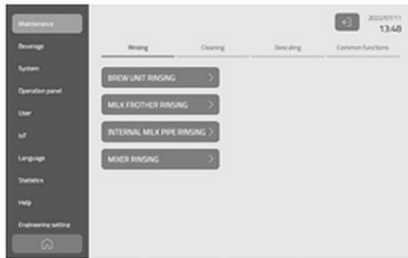 Maintenance
2022/07/11
13:48
Beverage
Rinsing
Cleaning
Descaling
Common functions
System
BREW UNIT RINSING
Operation panel
MILK FROTHER RINSING
User
INTERNAL MILK PIPE RINSING
IoT
Language
MIXER RINSING
Statistics
Help
Engineering setting